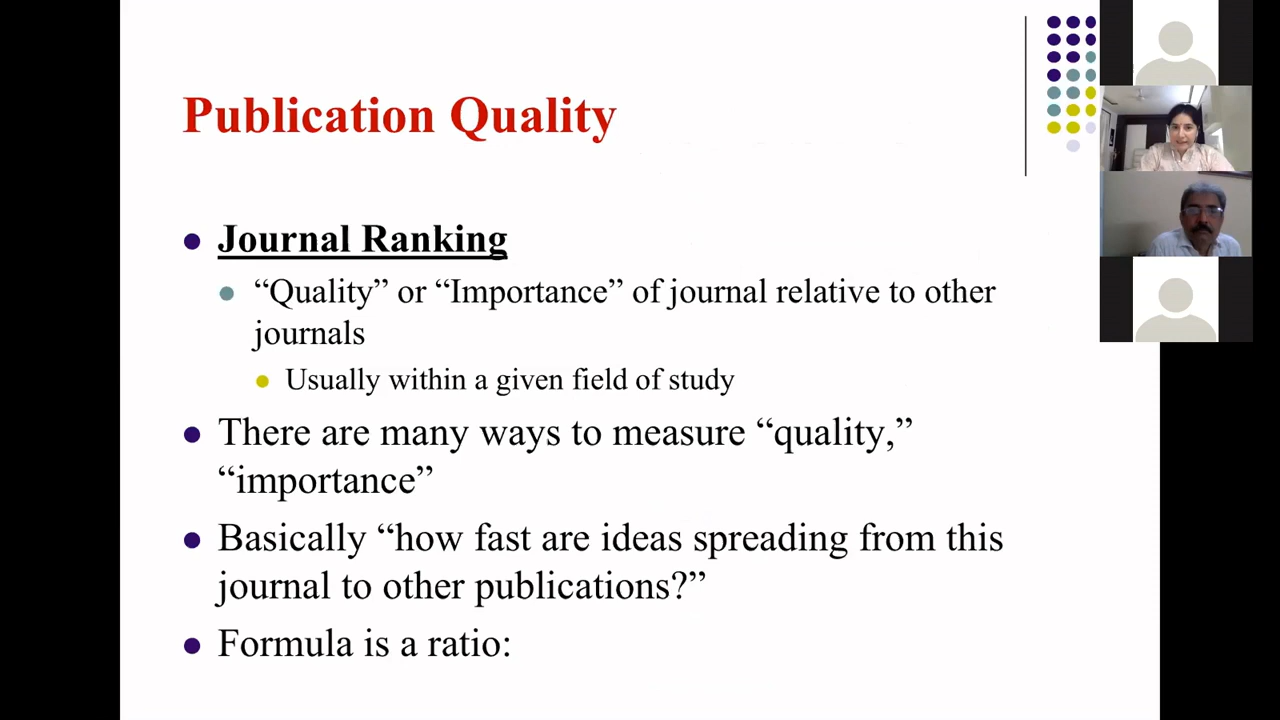 Publication Quality
Journal Ranking
“Quality” or “Importance” of journal relative to other
journals
Usually within a given field of study
There are many ways to measure “quality,”
“importance”
Basically “how fast are ideas spreading from this
journal to other publications?”
Formula is a ratio: